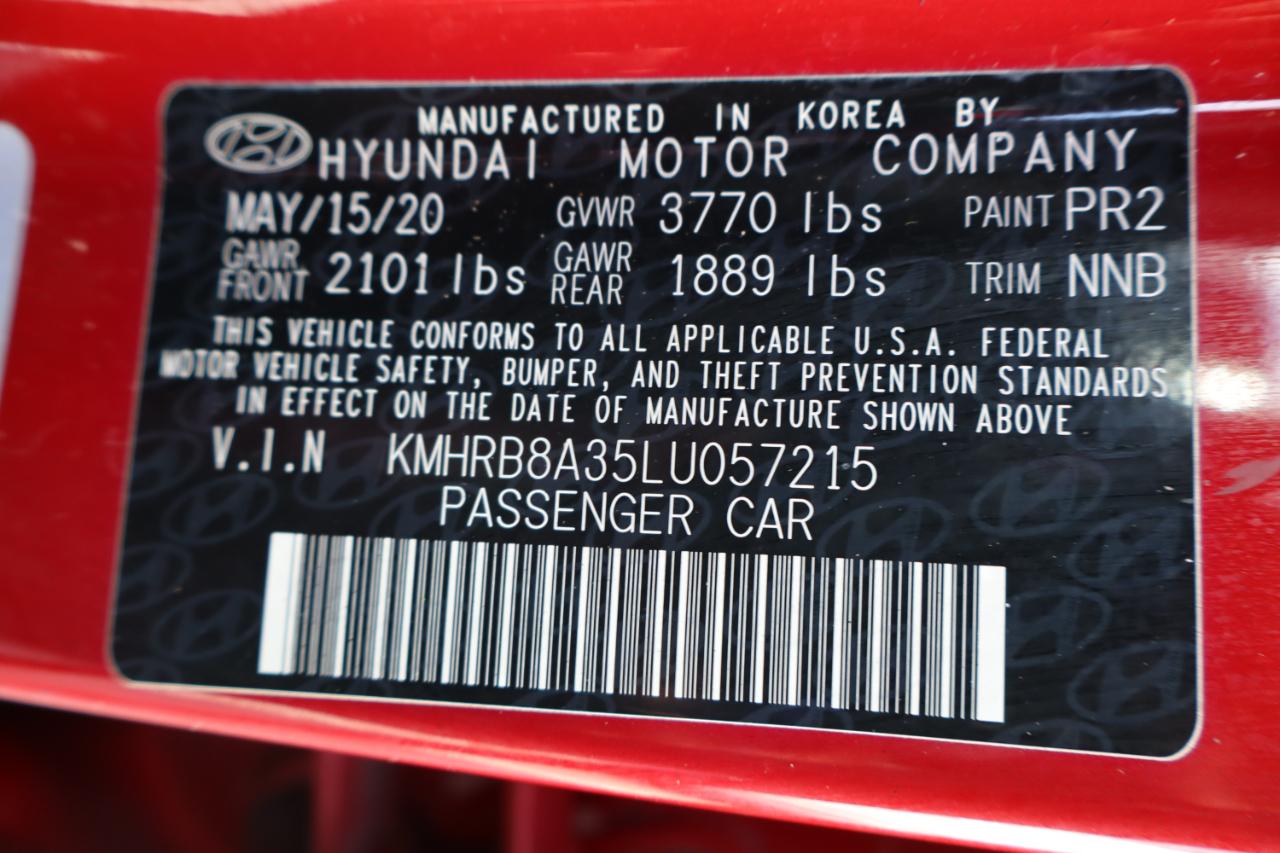 MANUFACTURED IN KOREA BY
HYUNDAI MOTOR COMPANY
MAY/15/20 GVWR 3770 lbs PAINT PR2
GAWR FRONT 2101 lbs GAWR REAR 1889 lbs TRIM NNB
THIS VEHICLE CONFORMS TO ALL APPLICABLE U.S.A. FEDERAL
MOTOR VEHICLE SAFETY, BUMPER, AND THEFT PREVENTION STANDARDS
IN EFFECT ON THE DATE OF MANUFACTURE SHOWN ABOVE
V.I.N KMHRB8A35LU057215
PASSENGER CAR